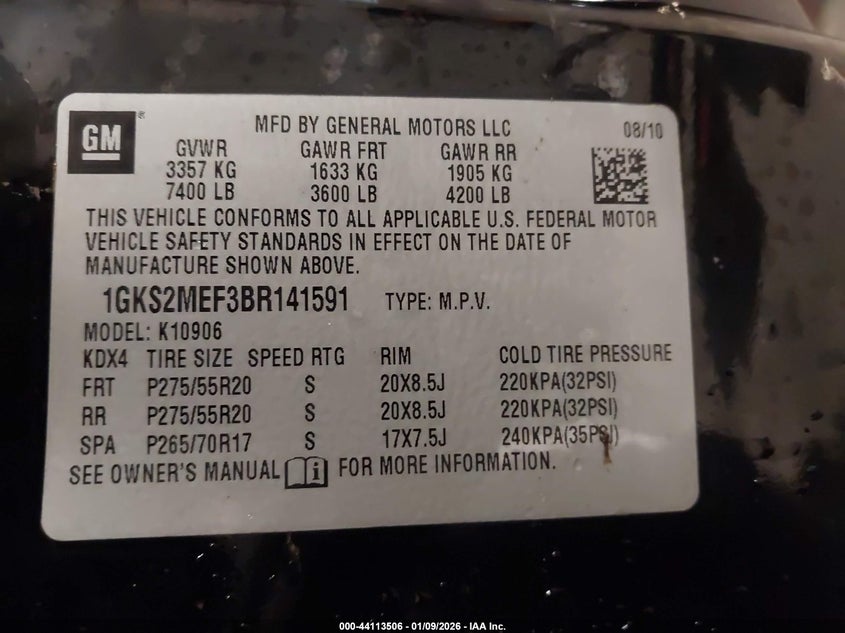 GM ®
MFD BY GENERAL MOTORS LLC 08/10
GVWR GAWR FRT GAWR RR
3357 KG 1633 KG 1905 KG
7400 LB 3600 LB 4200 LB
THIS VEHICLE CONFORMS TO ALL APPLICABLE U.S. FEDERAL MOTOR
VEHICLE SAFETY STANDARDS IN EFFECT ON THE DATE OF
MANUFACTURE SHOWN ABOVE.
1GKS2MEF3BR141591 TYPE: M.P.V.
MODEL: K10906
KDX4 TIRE SIZE SPEED RTG RIM COLD TIRE PRESSURE
FRT P275/55R20 S 20X8.5J 220KPA(32PSI)
RR P275/55R20 S 20X8.5J 220KPA(32PSI)
SPA P265/70R17 S 17X7.5J 240KPA(35PSI)
SEE OWNER'S MANUAL i FOR MORE INFORMATION.
000-44113506 - 01/09/2026 - IAA Inc.